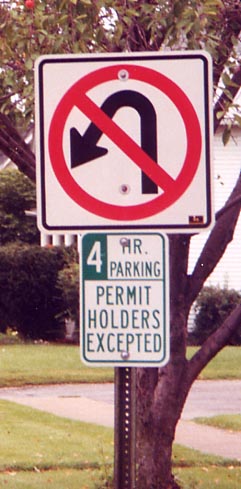 4 HR.
PARKING
PERMIT
HOLDERS
EXCEPTED